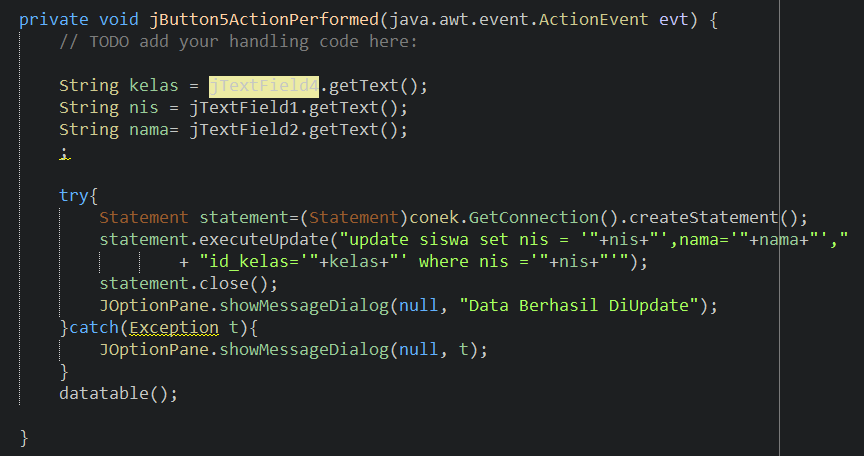 private void jButton5ActionPerformed(java.awt.event.ActionEvent evt) {
// TODO add your handling code here:
String kelas = jTextField4.getText();
String nis = jTextField1.getText();
String nama= jTextField2.getText();
;
try{
Statement statement=(Statement)conek.GetConnection().createStatement();
statement.executeUpdate("update siswa set nis = '"+nis+"',nama='"+nama+"',"
+ "id_kelas='"+kelas+"' where nis ='"+nis+"'");
statement.close();
JOptionPane.showMessageDialog(null, "Data Berhasil DiUpdate");
}catch(Exception t){
JOptionPane.showMessageDialog(null, t);
}
datatable();
}